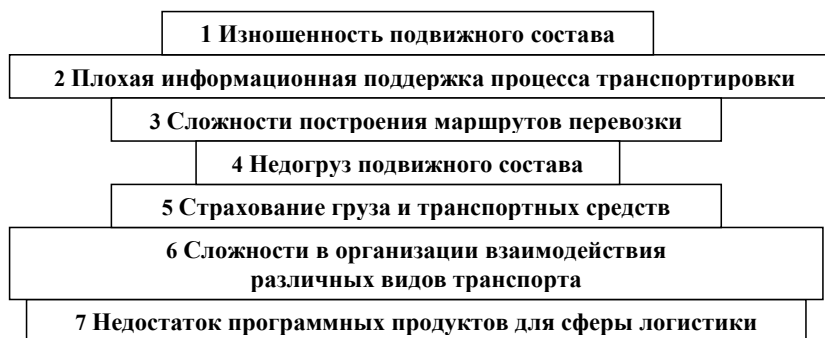 1 Изношенность подвижного состава
2 Плохая информационная поддержка процесса транспортировки
3 Сложности построения маршрутов перевозки
4 Недогруз подвижного состава
5 Страхование груза и транспортных средств
6 Сложности в организации взаимодействия
различных видов транспорта
7 Недостаток программных продуктов для сферы логистики